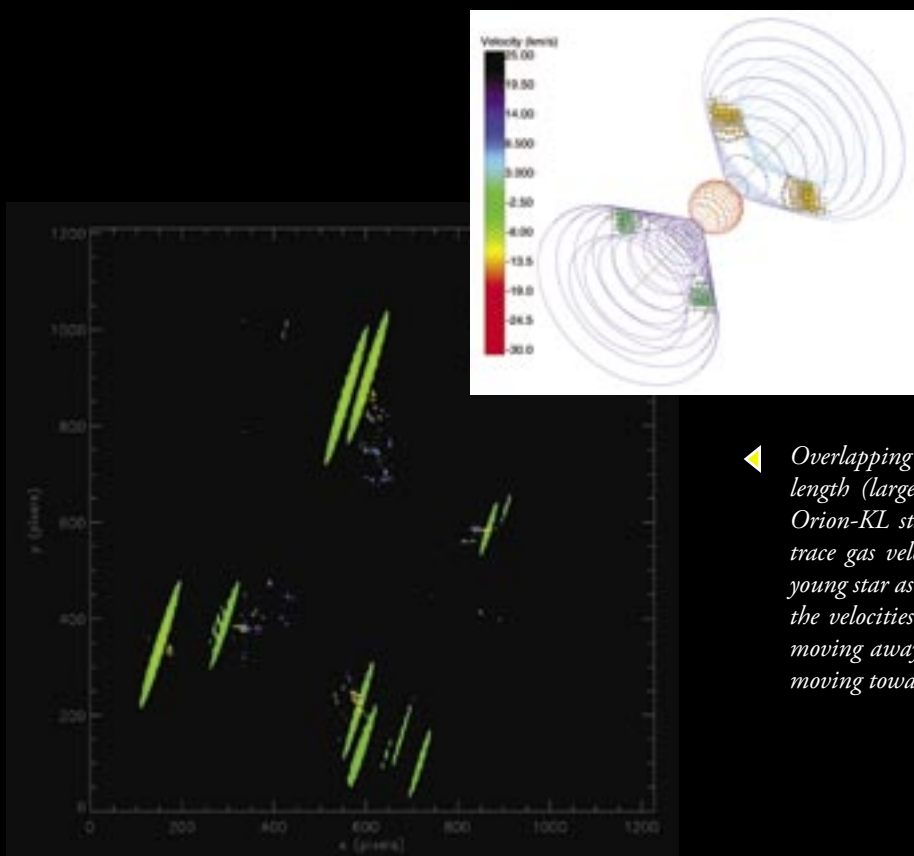 Velocity (km/s)
25.00
19.50
14.00
8.500
3.000
-2.50
-8.00
-13.5
-19.0
-24.5
-30.0
1200
1000
800
600
400
200
0
y (pixels)
0 200 400 600 800 1000 1200
x (pixels)
Overlapping
length (large
Orion-KL st
trace gas velo
young star as
the velocities
moving away
moving towa